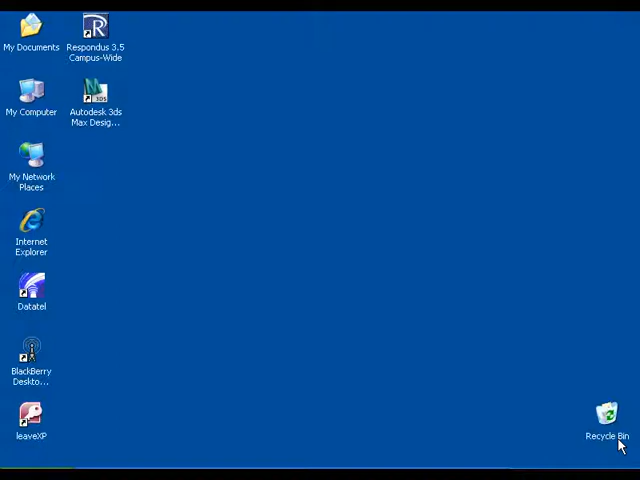 My Documents
Respondus 3.5
Campus-Wide
My Computer
3DS
Autodesk 3ds
Max Desig...
My Network
Places
Internet
Explorer
Datatel
BlackBerry
Deskto...
leaveXP
Recycle Bin